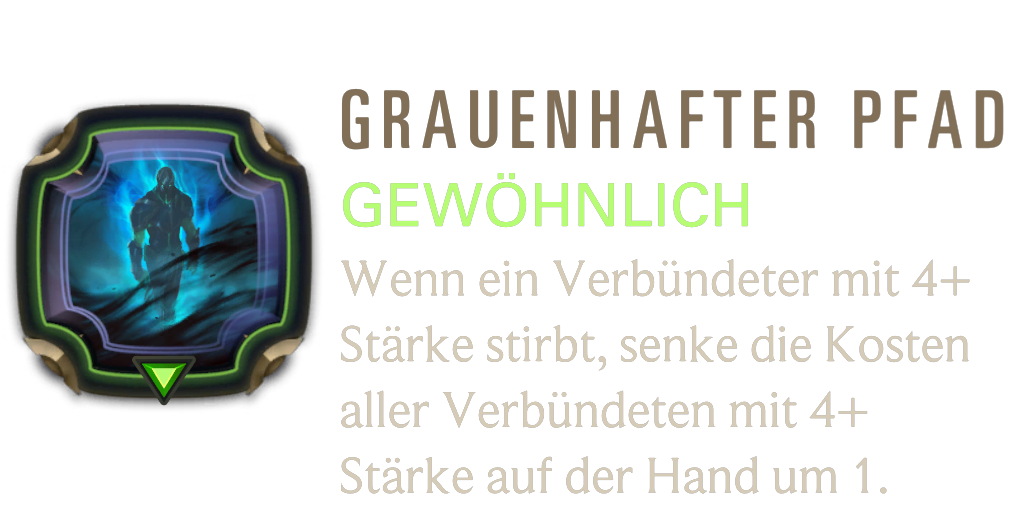 GRAUENHAFTER PFAD
GEWÖHNLICH
Wenn ein Verbündeter mit 4+
Stärke stirbt, senke die Kosten
aller Verbündeten mit 4+
Stärke auf der Hand um 1.